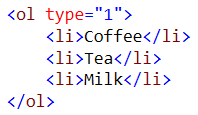 <ol type="1">
    <li>Coffee</li>
    <li>Tea</li>
    <li>Milk</li>
</ol>